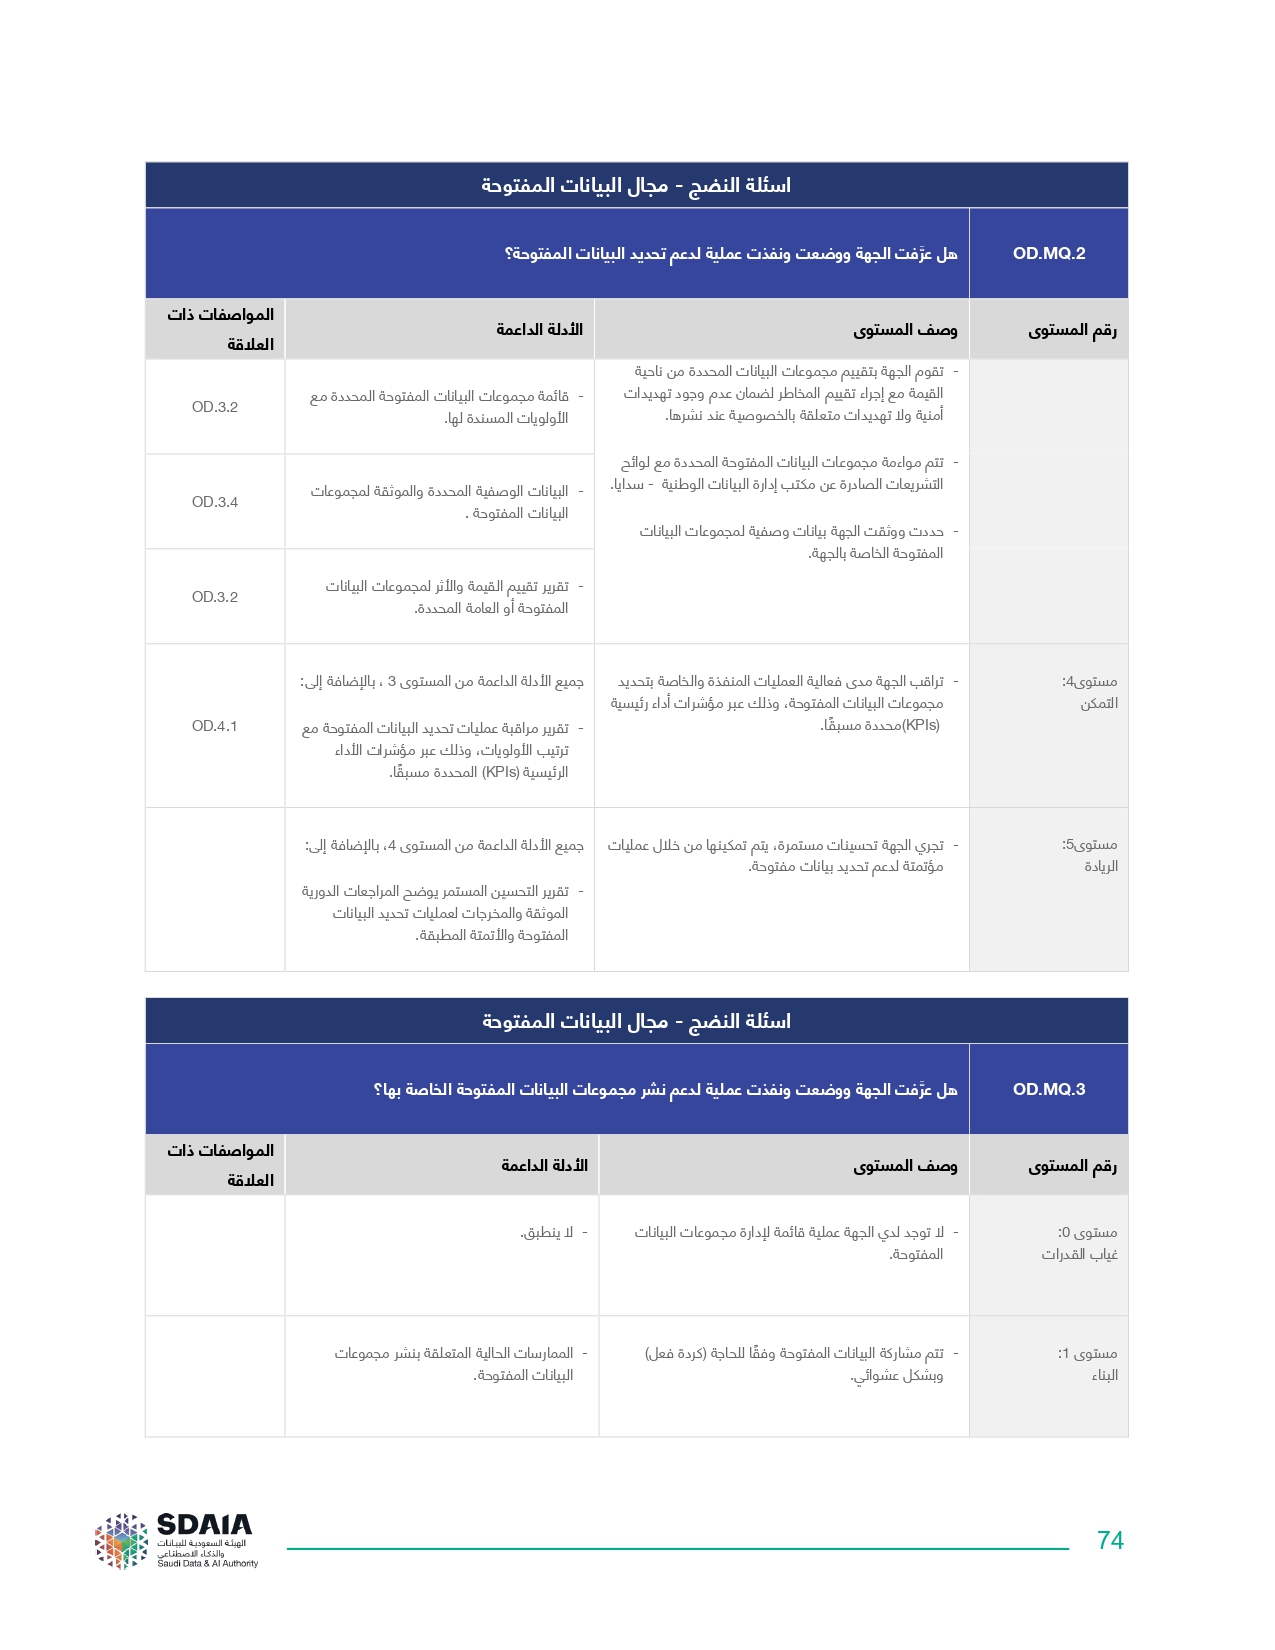 اسئلة النضج - مجال البيانات المفتوحة
OD.MQ.2
هل عرَّفت الجهة ووضعت ونفذت عملية لدعم تحديد البيانات المفتوحة؟
رقم المستوى
وصف المستوى
الأدلة الداعمة
المواصفات ذات
العلاقة
- تقوم الجهة بتقييم مجموعات البيانات المحددة من ناحية
القيمة مع إجراء تقييم المخاطر لضمان عدم وجود تهديدات
أمنية ولا تهديدات متعلقة بالخصوصية عند نشرها.
- تتم مواءمة مجموعات البيانات المفتوحة المحددة مع لوائح
التشريعات الصادرة عن مكتب إدارة البيانات الوطنية - سدايا.
- حددت ووثقت الجهة بيانات وصفية لمجموعات البيانات
المفتوحة الخاصة بالجهة.
- قائمة مجموعات البيانات المفتوحة المحددة مع
الأولويات المسندة لها.
OD.3.2
- البيانات الوصفية المحددة والموثقة لمجموعات
البيانات المفتوحة .
OD.3.4
- تقرير تقييم القيمة والأثر لمجموعات البيانات
المفتوحة أو العامة المحددة.
OD.3.2
مستوى4:
التمكن
- تراقب الجهة مدى فعالية العمليات المنفذة والخاصة بتحديد
مجموعات البيانات المفتوحة، وذلك عبر مؤشرات أداء رئيسية
(KPIs)محددة مسبقًا.
جميع الأدلة الداعمة من المستوى 3 ، بالإضافة إلى:
- تقرير مراقبة عمليات تحديد البيانات المفتوحة مع
ترتيب الأولويات، وذلك عبر مؤشرات الأداء
الرئيسية (KPIs) المحددة مسبقًا.
OD.4.1
مستوى5:
الريادة
- تجري الجهة تحسينات مستمرة، يتم تمكينها من خلال عمليات
مؤتمتة لدعم تحديد بيانات مفتوحة.
جميع الأدلة الداعمة من المستوى 4، بالإضافة إلى:
- تقرير التحسين المستمر يوضح المراجعات الدورية
الموثقة والمخرجات لعمليات تحديد البيانات
المفتوحة والأتمتة المطبقة.
اسئلة النضج - مجال البيانات المفتوحة
OD.MQ.3
هل عرَّفت الجهة ووضعت ونفذت عملية لدعم نشر مجموعات البيانات المفتوحة الخاصة بها؟
رقم المستوى
وصف المستوى
الأدلة الداعمة
المواصفات ذات
العلاقة
مستوى 0:
غياب القدرات
- لا توجد لدي الجهة عملية قائمة لإدارة مجموعات البيانات
المفتوحة.
- لا ينطبق.
مستوى 1:
البناء
- تتم مشاركة البيانات المفتوحة وفقًا للحاجة (كردة فعل)
وبشكل عشوائي.
- الممارسات الحالية المتعلقة بنشر مجموعات
البيانات المفتوحة.
SDAIA
الهيئة السعودية للبيانات
والذكاء الاصطناعي
Saudi Data & AI Authority
74